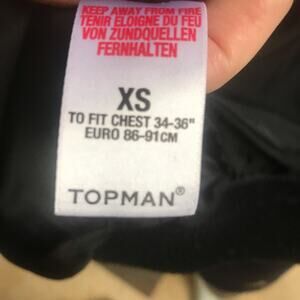 KEEP AWAY FROM FIRE
TENIR ELOIGNE DU FEU
VON ZUNDQUELLEN
FERNHALTEN
XS
TO FIT CHEST 34-36"
EURO 86-91CM
TOPMAN®